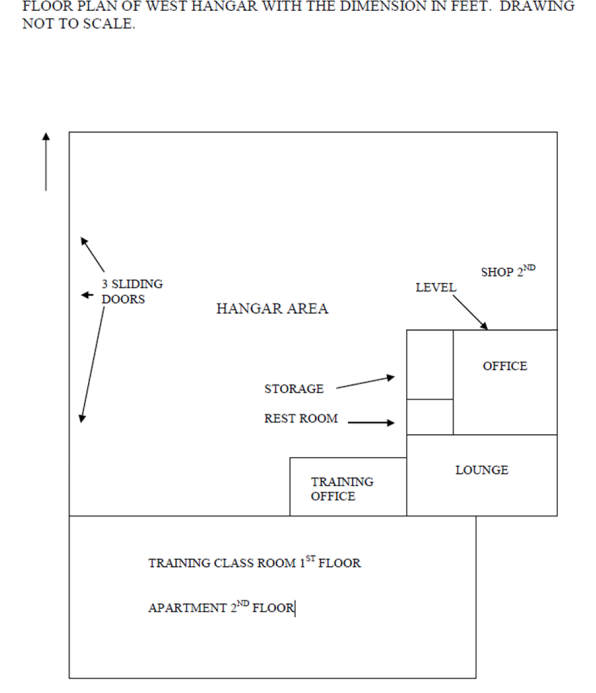 FLOOR PLAN OF WEST HANGAR WITH THE DIMENSION IN FEET.  DRAWING
NOT TO SCALE.
SHOP 2ND
LEVEL
3 SLIDING
DOORS
HANGAR AREA
OFFICE
STORAGE
REST ROOM
LOUNGE
TRAINING
OFFICE
TRAINING CLASS ROOM 1ST FLOOR
APARTMENT 2ND FLOOR